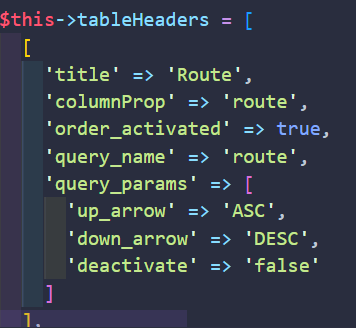 $this->tableHeaders = [
[
'title' => 'Route',
'columnProp' => 'route',
'order_activated' => true,
'query_name' => 'route',
'query_params' => [
'up_arrow' => 'ASC',
'down_arrow' => 'DESC',
'deactivate' => 'false'
]
],